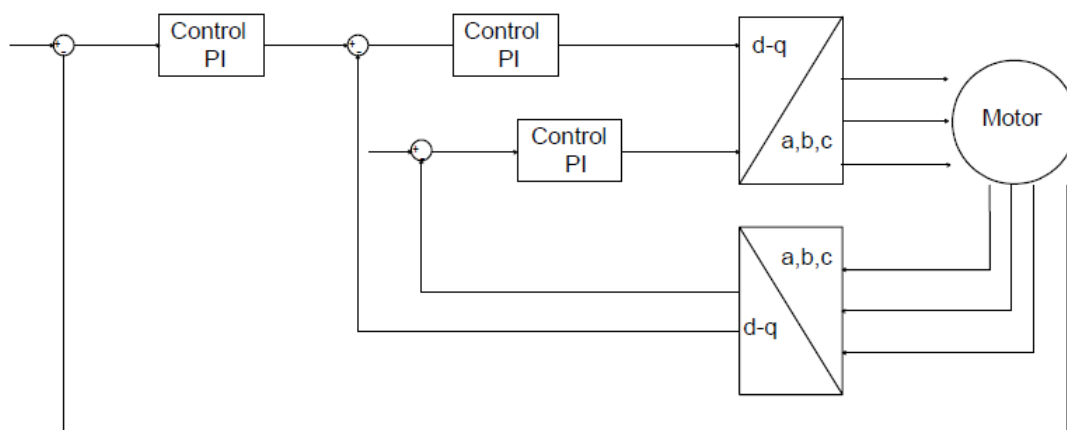 Control
PI
Control
PI
d-q
a,b,c
Control
PI
Motor
a,b,c
d-q